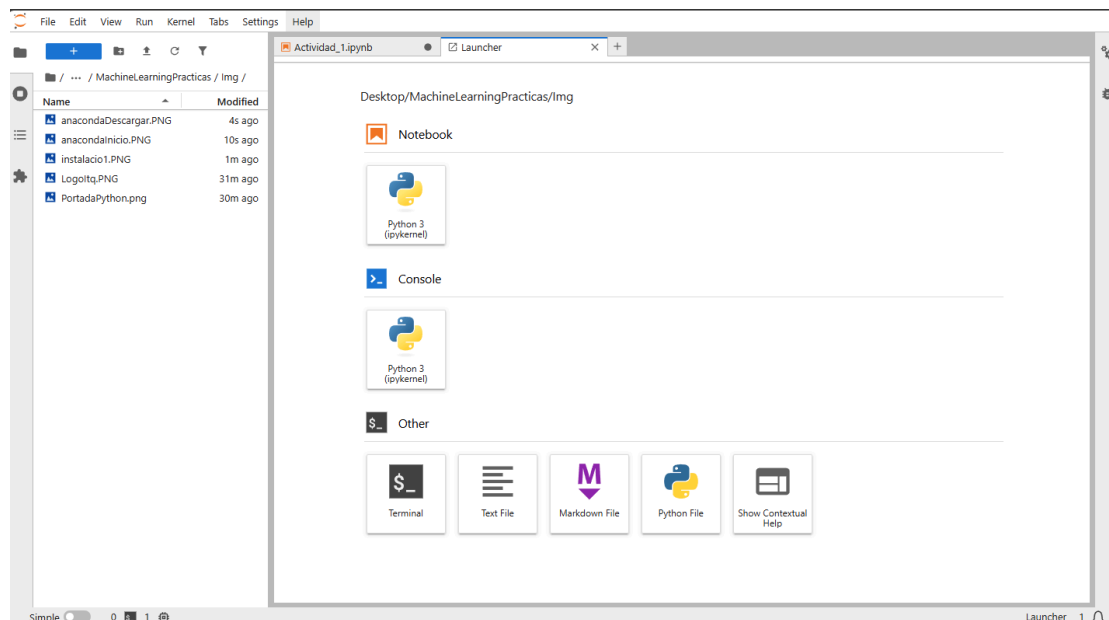 File Edit View Run Kernel Tabs Settings Help
+
/ ··· / MachineLearningPracticas / Img /
Name Modified
anacondaDescargar.PNG 4s ago
anacondaInicio.PNG 10s ago
instalacio1.PNG 1m ago
LogoItq.PNG 31m ago
PortadaPython.png 30m ago
Actividad_1.ipynb
Launcher
Desktop/MachineLearningPracticas/Img
Notebook
Python 3
(ipykernel)
Console
Python 3
(ipykernel)
$_ Other
$_
Terminal
Text File
M
Markdown File
Python File
Show Contextual
Help
Simple 0 1
Launcher 1